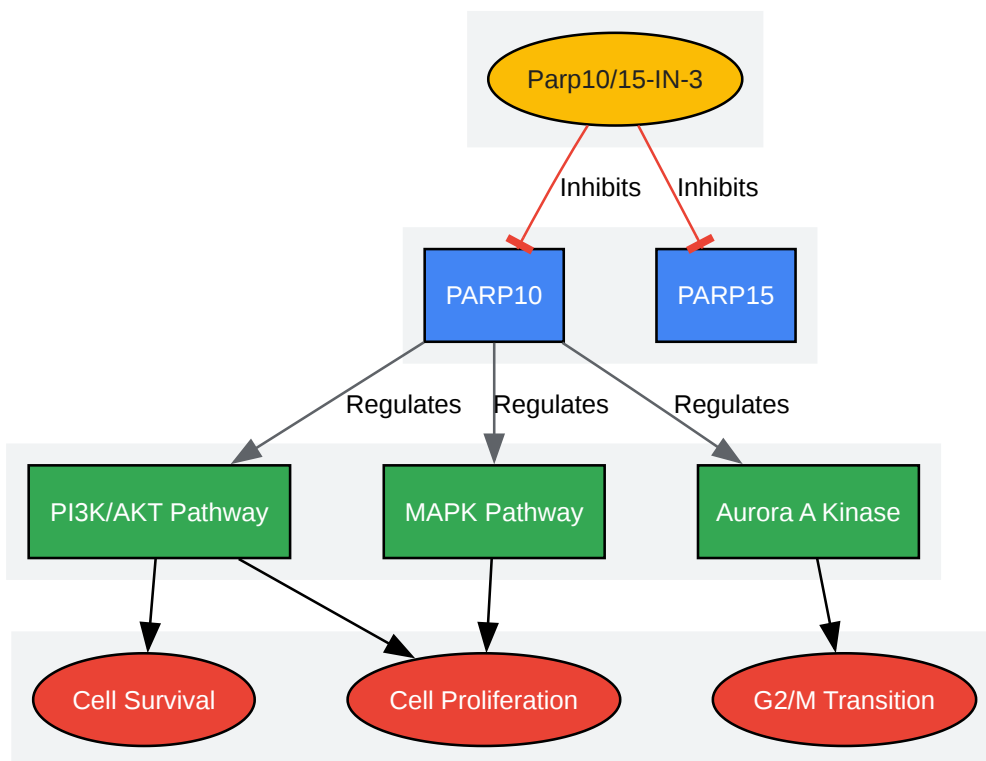 Parp10/15-IN-3
Inhibits
Inhibits
PARP10
PARP15
Regulates
Regulates
Regulates
PI3K/AKT Pathway
MAPK Pathway
Aurora A Kinase
Cell Survival
Cell Proliferation
G2/M Transition